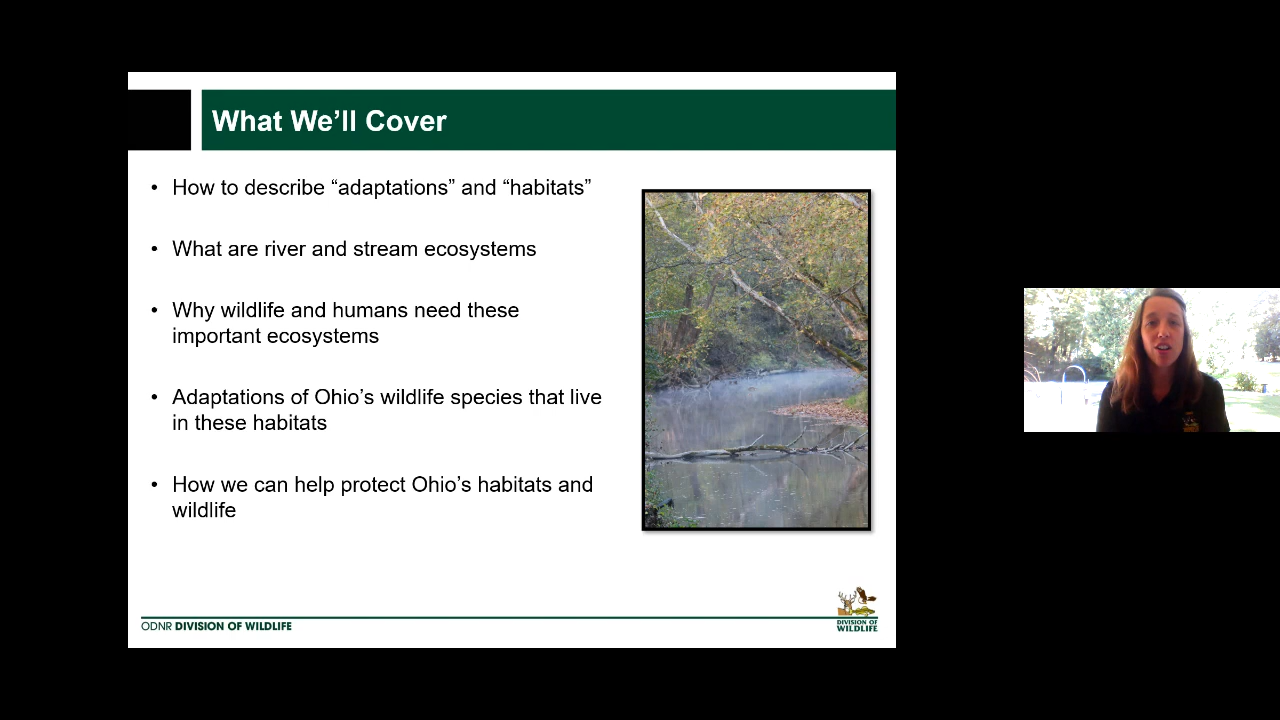 What We’ll Cover
• How to describe “adaptations” and “habitats”
• What are river and stream ecosystems
• Why wildlife and humans need these
important ecosystems
• Adaptations of Ohio’s wildlife species that live
in these habitats
• How we can help protect Ohio’s habitats and
wildlife
ODNR DIVISION OF WILDLIFE
DIVISION OF
WILDLIFE